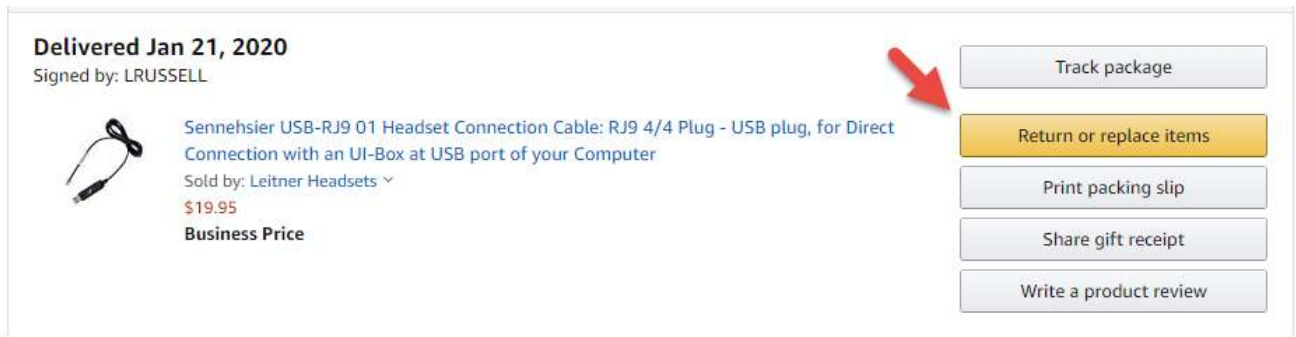 Delivered Jan 21, 2020
Signed by: LRUSSELL
Sennehsier USB-RJ9 01 Headset Connection Cable: RJ9 4/4 Plug - USB plug, for Direct
Connection with an UI-Box at USB port of your Computer
Sold by: Leitner Headsets
$19.95
Business Price
Track package
Return or replace items
Print packing slip
Share gift receipt
Write a product review